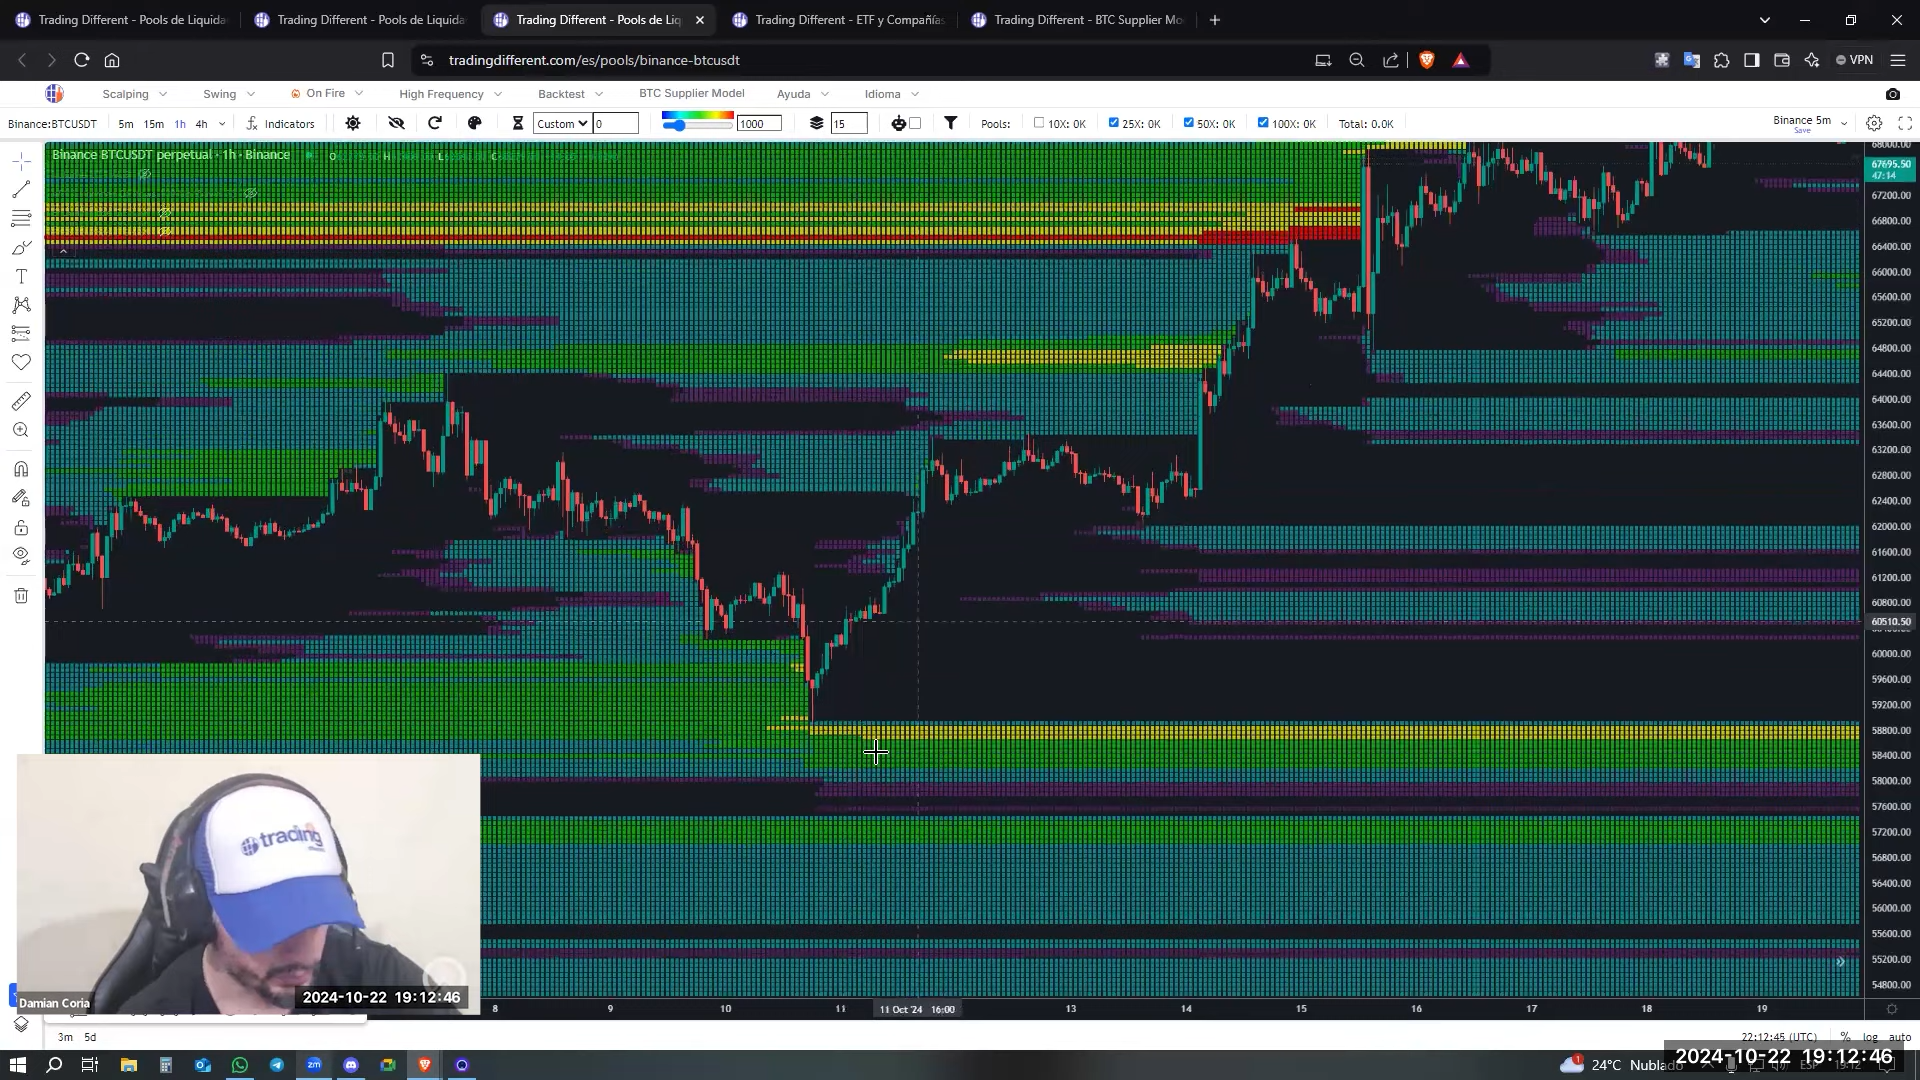 Trading Different - Pools de Liquida
Trading Different - Pools de Liquida
Trading Different - Pools de Liq
Trading Different - ETF y Compañías
Trading Different - BTC Supplier Mo
tradingdifferent.com/es/pools/binance-btcusdt
VPN
Scalping
Swing
On Fire
High Frequency
Backtest
BTC Supplier Model
Ayuda
Idioma
Binance:BTCUSDT
5m
15m
1h
4h
Indicators
Custom
0
1000
15
Pools:
10X: 0K
25X: 0K
50X: 0K
100X: 0K
Total: 0.0K
Binance 5m
Save
Binance BTCUSDT perpetual · 1h · Binance
68000.00
67695.50
47:14
67200.00
66800.00
66400.00
66000.00
65600.00
65200.00
64800.00
64400.00
64000.00
63600.00
63200.00
62800.00
62400.00
62000.00
61600.00
61200.00
60800.00
60510.50
60000.00
59600.00
59200.00
58800.00
58400.00
58000.00
57600.00
57200.00
56800.00
56400.00
56000.00
55600.00
55200.00
54800.00
trading
Damian Coria
2024-10-22 19:12:46
8
9
10
11
11 Oct '24 16:00
13
14
15
16
17
18
19
3m
5d
22:12:45 (UTC)
%
log
auto
zm
1
24°C Nublado
2024-10-22 19:12:46